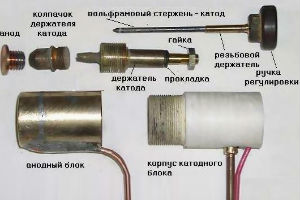 вольфрамовый стержень - катод
колпачок
держателя
катода
анод
гайка
резьбовой
держатель
держатель
катода
прокладка
ручка
регулировки
анодный блок
корпус катодного
блока